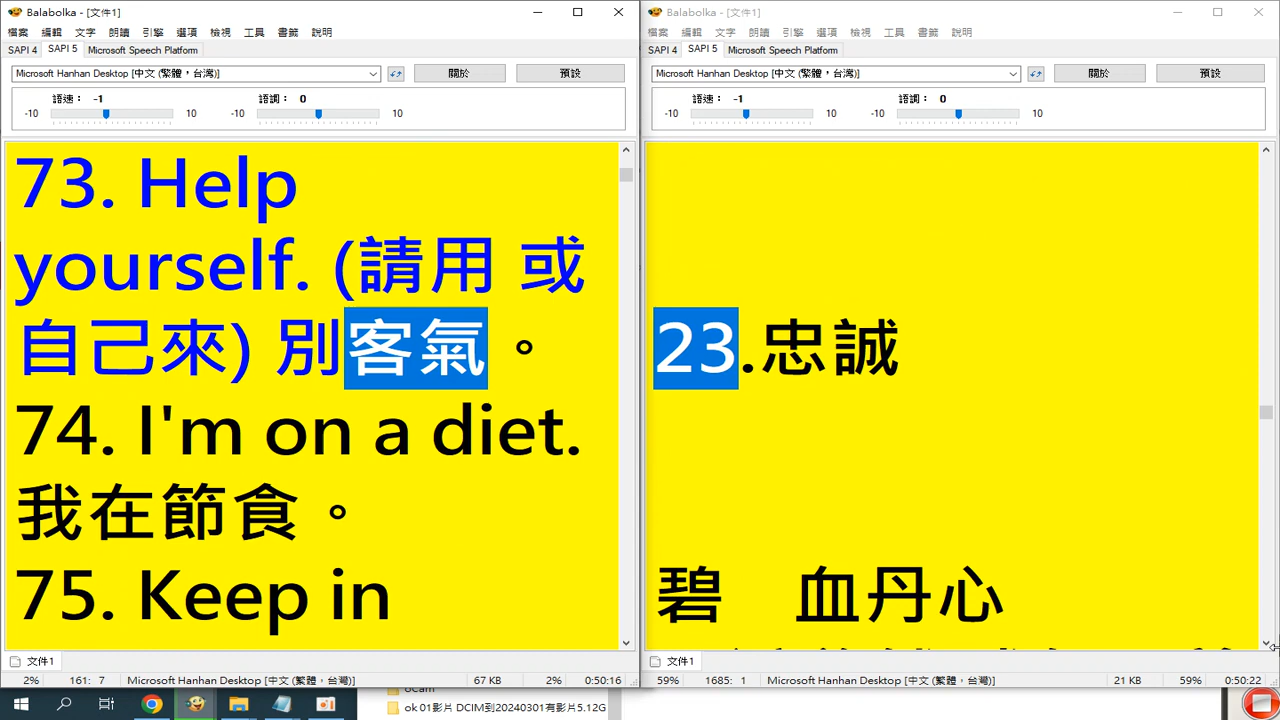 Balabolka - [文件1]
檔案 編輯 文字 朗讀 引擎 選項 檢視 工具 書籤 說明
SAPI 4 SAPI 5 Microsoft Speech Platform
Microsoft Hanhan Desktop [中文 (繁體，台灣)] 關於 預設
語速： -1 語調： 0
-10 10 -10 10
73. Help
yourself. (請用 或
自己來) 別客氣 。
74. I'm on a diet.
我在節食 。
75. Keep in
文件1
2% 161: 7 Microsoft Hanhan Desktop [中文 (繁體，台灣)] 67 KB 2% 0:50:16
Balabolka - [文件1]
檔案 編輯 文字 朗讀 引擎 選項 檢視 工具 書籤 說明
SAPI 4 SAPI 5 Microsoft Speech Platform
Microsoft Hanhan Desktop [中文 (繁體，台灣)] 關於 預設
語速： -1 語調： 0
-10 10 -10 10
23.忠誠
碧 血丹心
文件1
59% 1685: 1 Microsoft Hanhan Desktop [中文 (繁體，台灣)] 21 KB 59% 0:50:22
oCam
ok 01影片 DCIM到20240301有影片5.12G